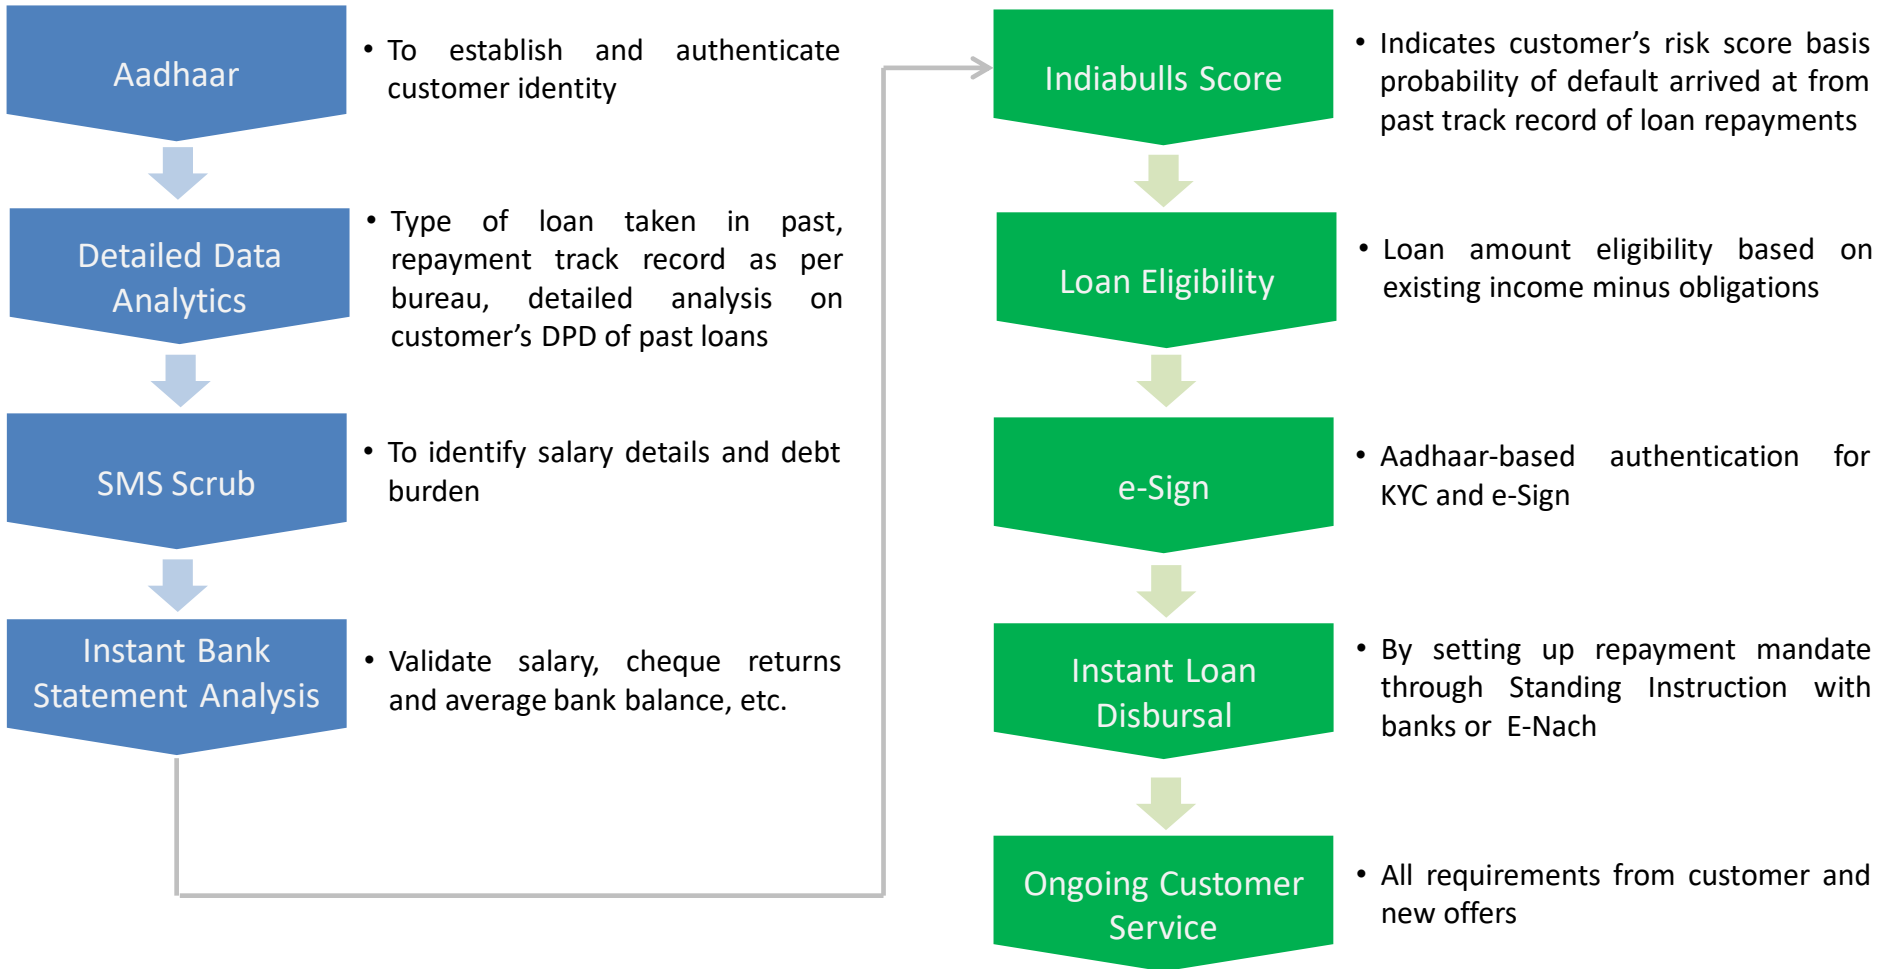 Aadhaar
• To establish and authenticate
customer identity
Detailed Data
Analytics
• Type of loan taken in past,
repayment track record as per
bureau, detailed analysis on
customer’s DPD of past loans
SMS Scrub
• To identify salary details and debt
burden
Instant Bank
Statement Analysis
• Validate salary, cheque returns
and average bank balance, etc.
Indiabulls Score
• Indicates customer’s risk score basis
probability of default arrived at from
past track record of loan repayments
Loan Eligibility
• Loan amount eligibility based on
existing income minus obligations
e-Sign
• Aadhaar-based authentication for
KYC and e-Sign
Instant Loan
Disbursal
• By setting up repayment mandate
through Standing Instruction with
banks or E-Nach
Ongoing Customer
Service
• All requirements from customer and
new offers